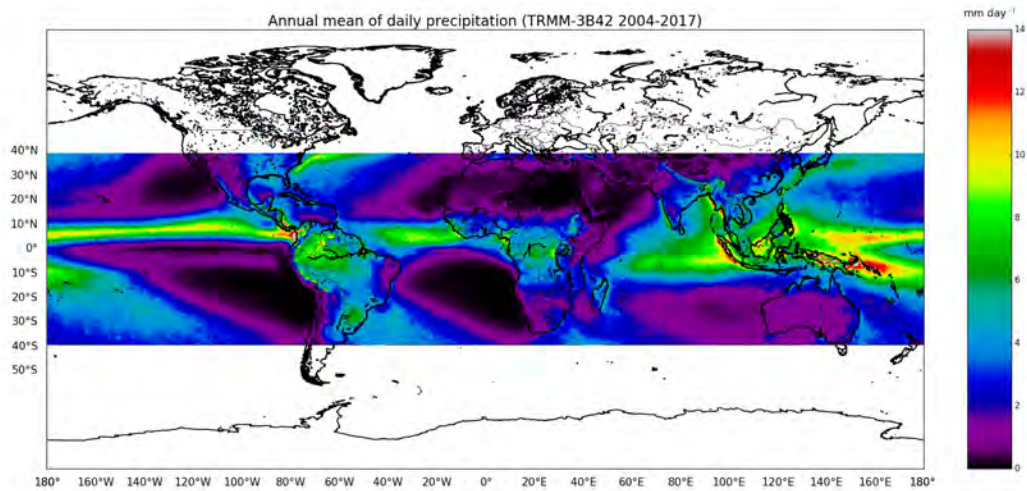 Annual mean of daily precipitation (TRMM-3B42 2004-2017)
mm day⁻¹
14
12
10
8
6
4
2
0
40°N
30°N
20°N
10°N
0°
10°S
20°S
30°S
40°S
50°S
180° 160°W 140°W 120°W 100°W 80°W 60°W 40°W 20°W 0° 20°E 40°E 60°E 80°E 100°E 120°E 140°E 160°E 180°